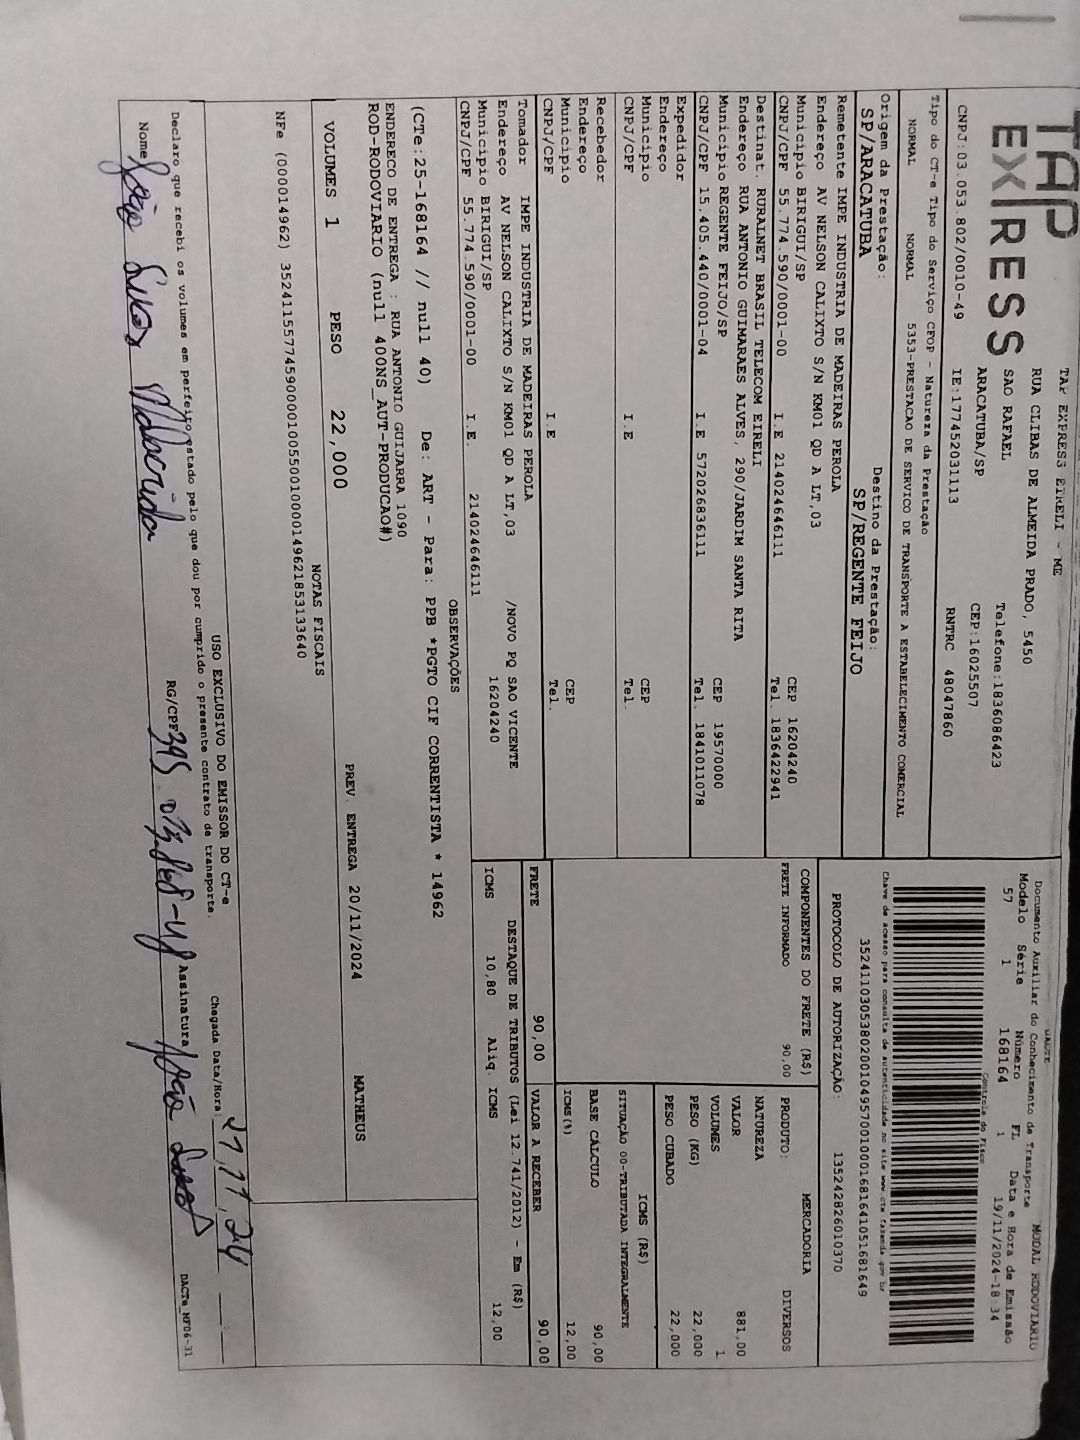 TAP
EXPRESS
TAP EXPRESS EIRELI - ME
RUA CLIBAS DE ALMEIDA PRADO, 5450
SAO RAFAEL Telefone:1836086423
ARACATUBA/SP CEP:16025507
CNPJ:03.053.802/0010-49 IE:177452031113 RNTRC 48047860
Tipo do CT-e Tipo do Serviço CFOP - Natureza da Prestação
NORMAL NORMAL 5353-PRESTACAO DE SERVICO DE TRANSPORTE A ESTABELECIMENTO COMERCIAL
Origem da Prestação: Destino da Prestação:
SP/ARACATUBA SP/REGENTE FEIJO
DACTE
Documento Auxiliar do Conhecimento de Transporte MODAL RODOVIARIO
Modelo Série Número FL Data e Hora de Emissão
57 1 168164 1 19/11/2024-18:34
Controle do Fisco
Chave de acesso para consulta de autenticidade no site www.cte.fazenda.gov.br
35241103053802001049570010001681641051681649
PROTOCOLO DE AUTORIZAÇÃO: 135242826010370
Remetente IMPE INDUSTRIA DE MADEIRAS PEROLA
Endereço AV NELSON CALIXTO S/N KM01 QD A LT,03
Municipio BIRIGUI/SP CEP 16204240
CNPJ/CPF 55.774.590/0001-00 I.E 214024646111 Tel. 1836422941
Destinat. RURALNET BRASIL TELECOM EIRELI
Endereço RUA ANTONIO GUIMARAES ALVES, 290/JARDIM SANTA RITA
Municipio REGENTE FEIJO/SP CEP 19570000
CNPJ/CPF 15.405.440/0001-04 I.E 572026836111 Tel. 1841011078
Expedidor
Endereço
Municipio CEP
CNPJ/CPF I.E Tel.
Recebedor
Endereço
Municipio CEP
CNPJ/CPF I.E Tel.
Tomador IMPE INDUSTRIA DE MADEIRAS PEROLA
Endereço AV NELSON CALIXTO S/N KM01 QD A LT,03 /NOVO PQ SAO VICENTE
Municipio BIRIGUI/SP 16204240
CNPJ/CPF 55.774.590/0001-00 I.E. 214024646111
COMPONENTES DO FRETE (R$)
FRETE INFORMADO 90,00
PRODUTO: MERCADORIA DIVERSOS
NATUREZA
VALOR 881,00
VOLUMES 1
PESO (KG) 22,000
PESO CUBADO 22,000
ICMS (R$)
SITUAÇÃO 00-TRIBUTADA INTEGRALMENTE
BASE CALCULO 90,00
ICMS(%) 12,00
FRETE 90,00 VALOR A RECEBER 90,00
DESTAQUE DE TRIBUTOS (Lei 12.741/2012) - Em (R$)
ICMS 10,80 Aliq. ICMS 12,00
OBSERVAÇÕES
(CTe:25-168164 // null 40) De: ART - Para: PPB *PGTO CIF CORRENTISTA * 14962
ENDERECO DE ENTREGA : RUA ANTONIO GUIJARRA 1090
ROD-RODOVIARIO (null 400NS_AUT-PRODUCAO#)
VOLUMES 1 PESO 22,000 PREV. ENTREGA 20/11/2024 MATHEUS
NOTAS FISCAIS
NFe (000014962) 35241155774590000100550010000149621853133640
USO EXCLUSIVO DO EMISSOR DO CT-e
Declaro que recebi os volumes em perfeito estado pelo que dou por cumprido o presente contrato de transporte.
Chegada Data/Hora: 21,11,24 :
Nome João Lucas RG/CPF Assinatura João Lucas
DACTe_MF06-31